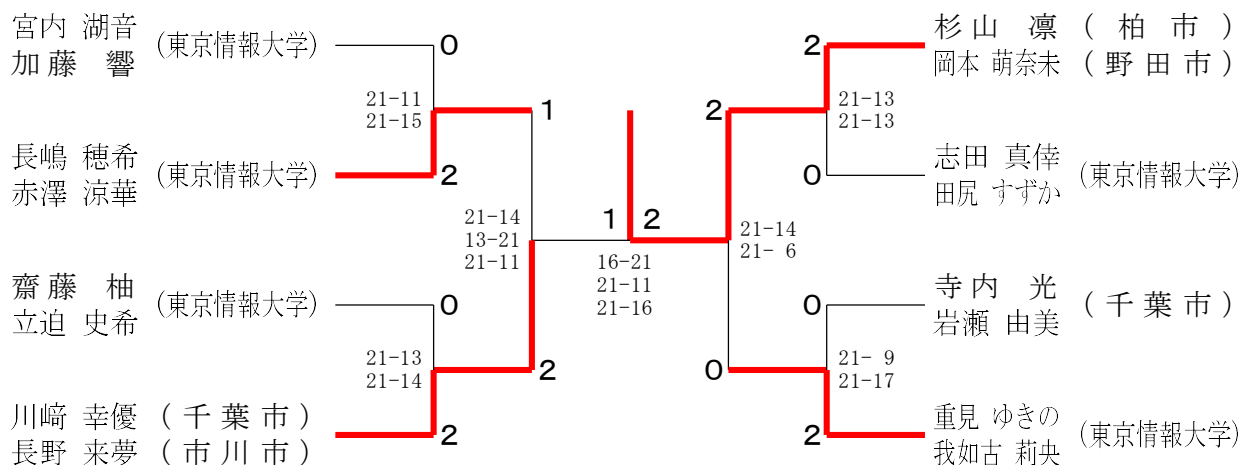 宮内 湖音
加藤 響
(東京情報大学)
0
21-11
21-15
1
長嶋 穂希
赤澤 涼華
(東京情報大学)
2
21-14
13-21
21-11
齋藤 柚
立迫 史希
(東京情報大学)
0
21-13
21-14
2
川﨑 幸優 (千葉市)
長野 来夢 (市川市)
2
1 2
16-21
21-11
21-16
2
杉山 凛 (柏市)
岡本 萌奈未 (野田市)
2
21-13
21-13
0
志田 真倖
田尻 すずか
(東京情報大学)
21-14
21- 6
0
寺内 光
岩瀬 由美
(千葉市)
0
21- 9
21-17
2
重見 ゆきの
我如古 莉央
(東京情報大学)